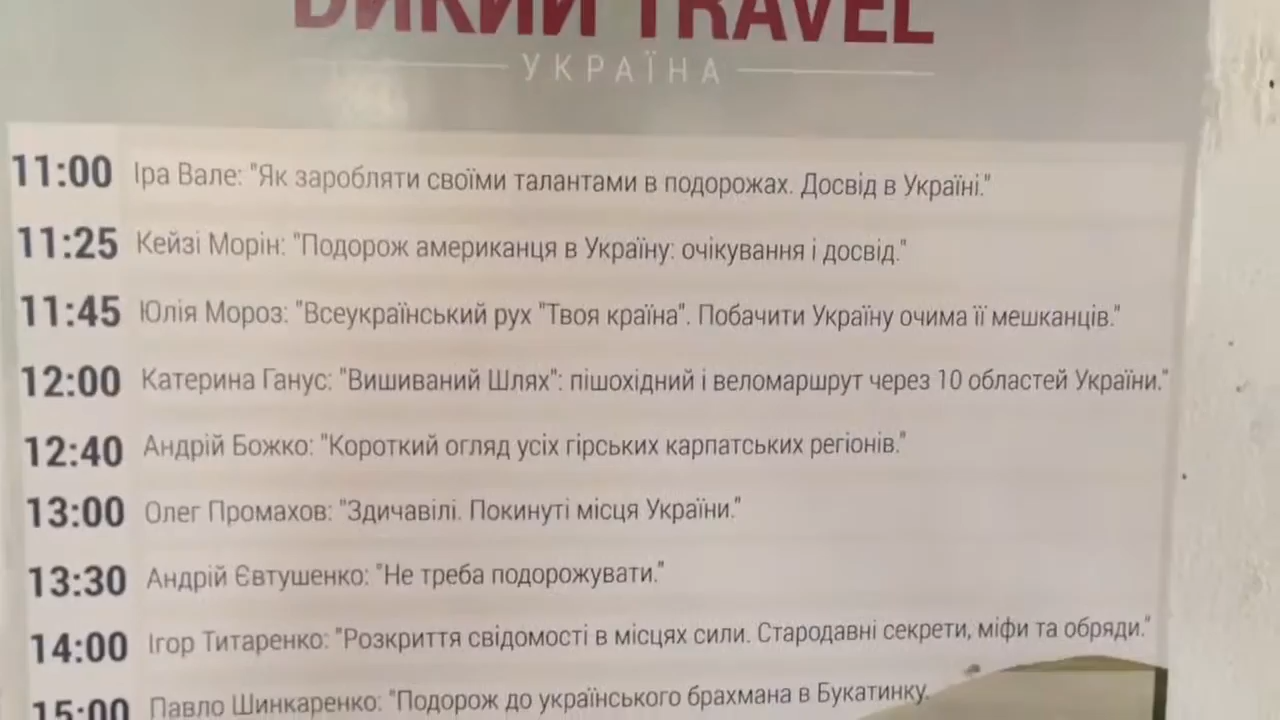 ДИКИЙ TRAVEL
УКРАЇНА
11:00 Іра Вале: "Як заробляти своїми талантами в подорожах. Досвід в Україні."
11:25 Кейзі Морін: "Подорож американця в Україну: очікування і досвід."
11:45 Юлія Мороз: "Всеукраїнський рух "Твоя країна". Побачити Україну очима її мешканців."
12:00 Катерина Ганус: "Вишиваний Шлях": пішохідний і веломаршрут через 10 областей України."
12:40 Андрій Божко: "Короткий огляд усіх гірських карпатських регіонів."
13:00 Олег Промахов: "Здичавілі. Покинуті місця України."
13:30 Андрій Євтушенко: "Не треба подорожувати."
14:00 Ігор Титаренко: "Розкриття свідомості в місцях сили. Стародавні секрети, міфи та обряди."
15:00 Павло Шинкаренко: "Подорож до українського брахмана в Букатинку.